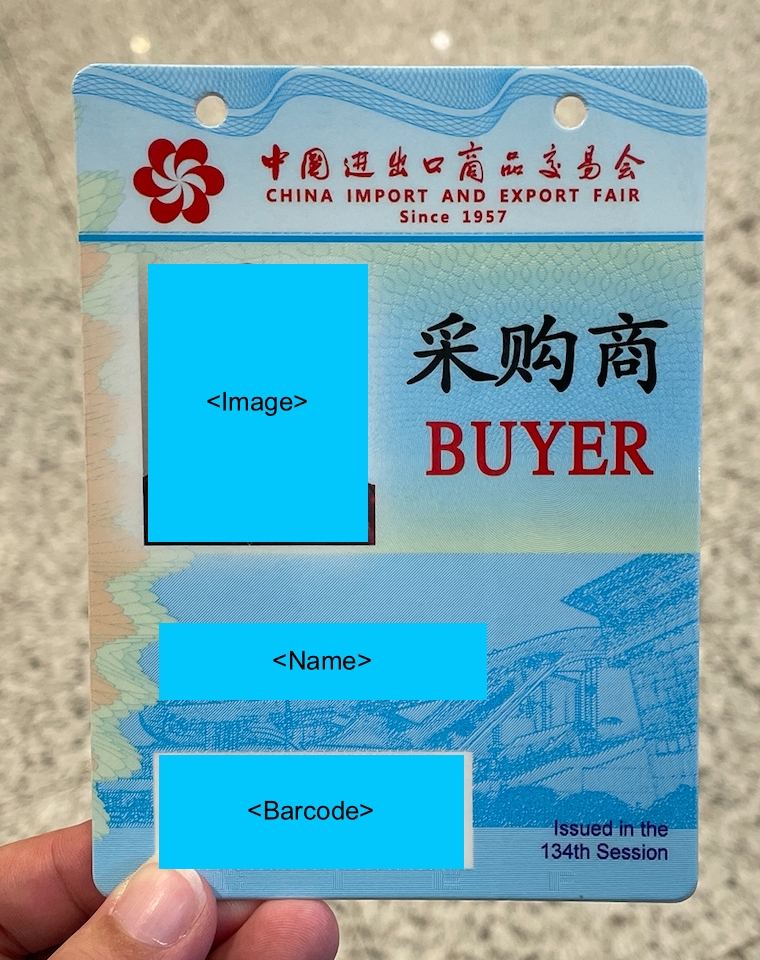 中国进出口商品交易会
CHINA IMPORT AND EXPORT FAIR
Since 1957
<Image>
采购商
BUYER
<Name>
<Barcode>
Issued in the
134th Session